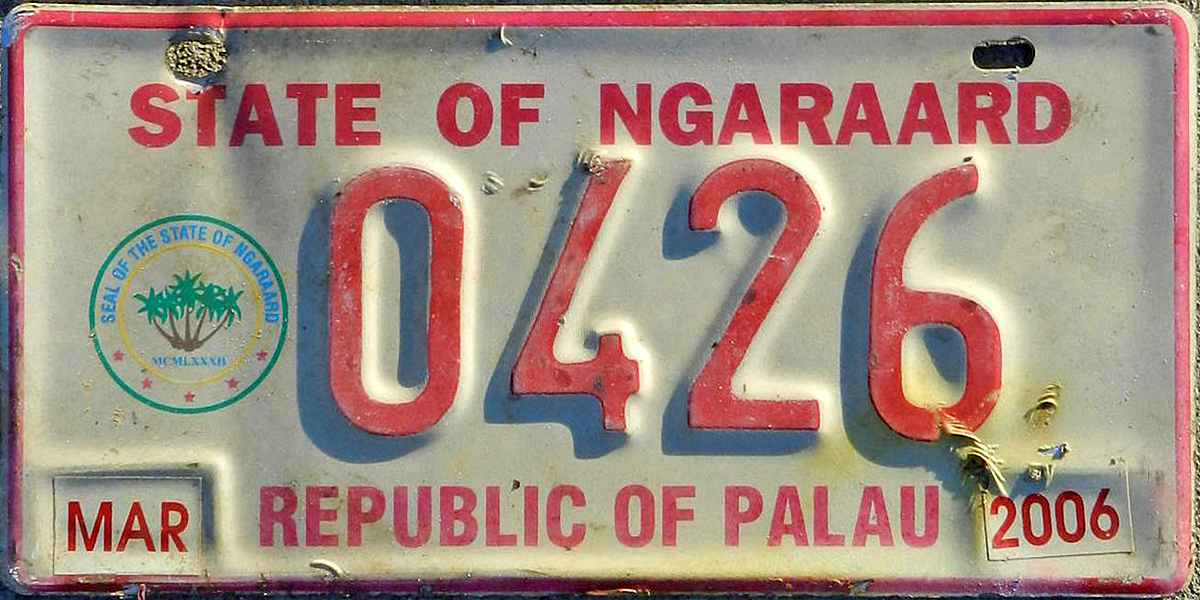 STATE OF NGARAARD
0426
SEAL OF THE STATE OF NGARAARD
MCMLXXXII
MAR
REPUBLIC OF PALAU
2006